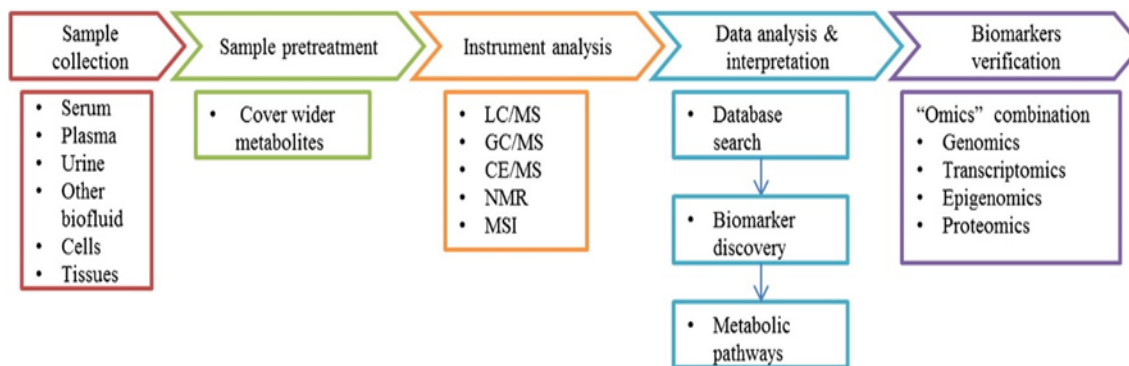 Sample
collection
Sample pretreatment
Instrument analysis
Data analysis &
interpretation
Biomarkers
verification
• Serum
• Plasma
• Urine
• Other
biofluid
• Cells
• Tissues
• Cover wider
metabolites
• LC/MS
• GC/MS
• CE/MS
• NMR
• MSI
• Database
search
• Biomarker
discovery
• Metabolic
pathways
“Omics” combination
• Genomics
• Transcriptomics
• Epigenomics
• Proteomics